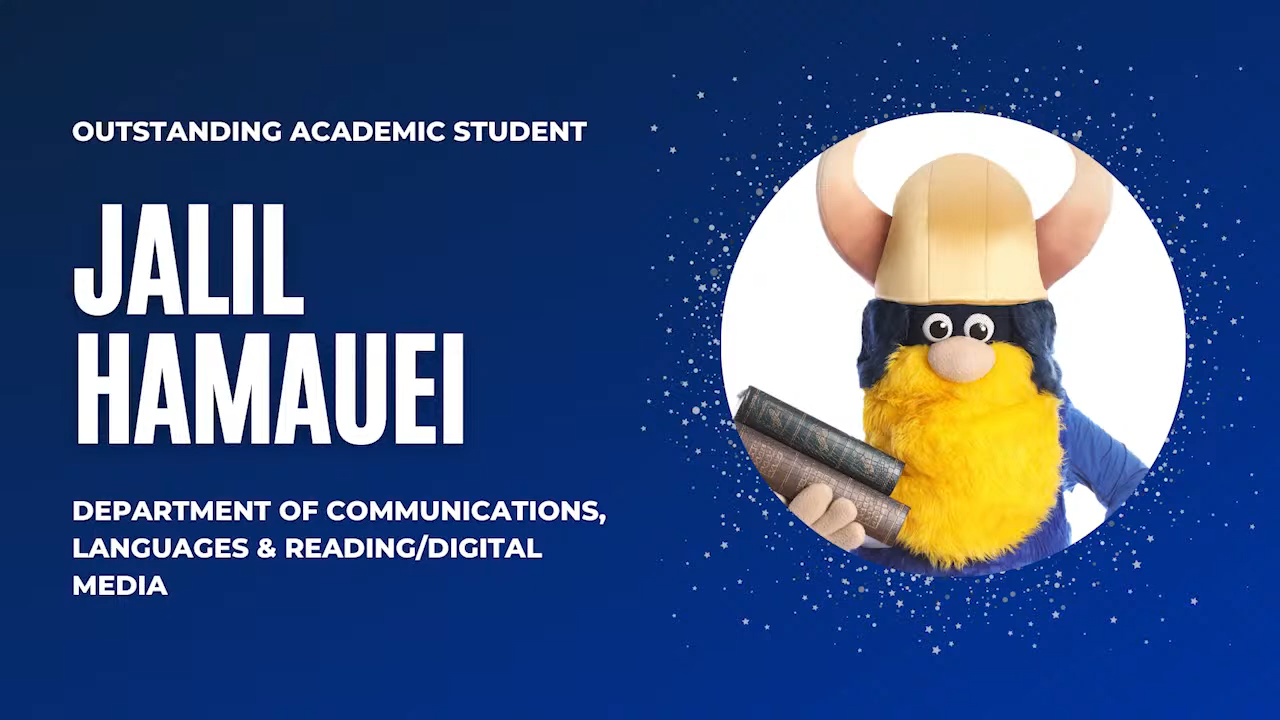 OUTSTANDING ACADEMIC STUDENT
JALIL
HAMAUEI
DEPARTMENT OF COMMUNICATIONS,
LANGUAGES & READING/DIGITAL
MEDIA